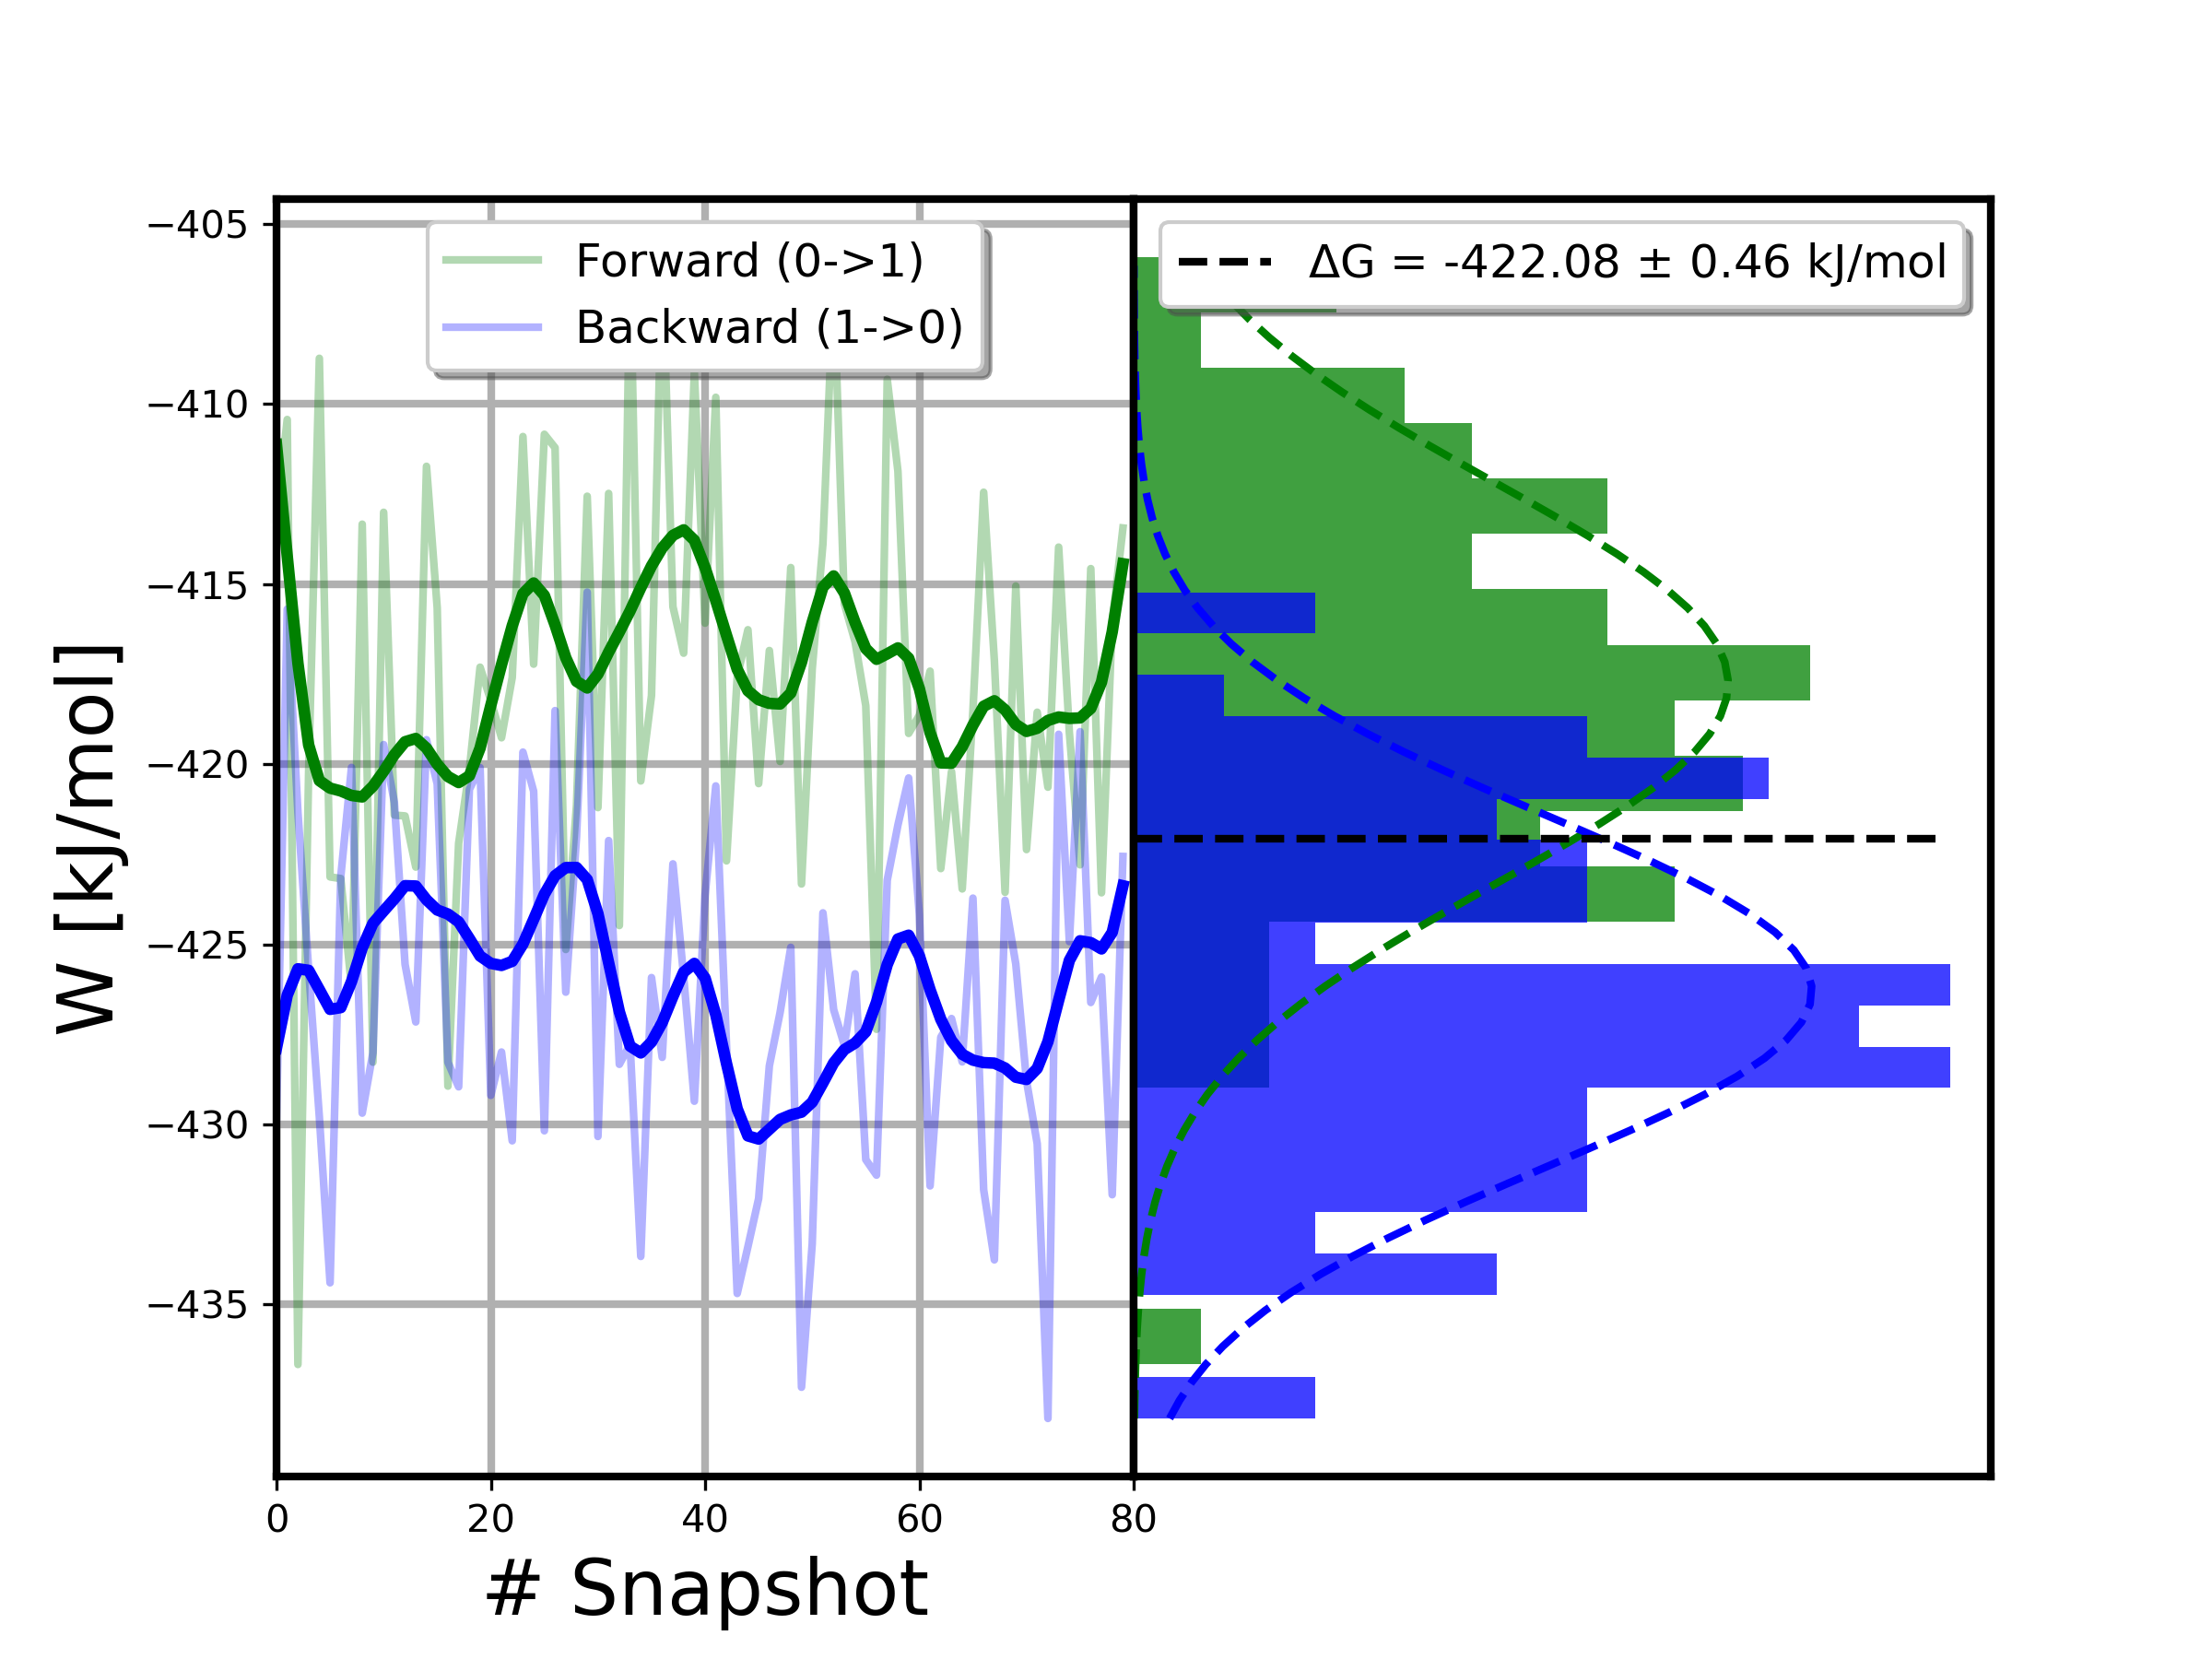 Forward (0->1)
Backward (1->0)
ΔG = -422.08 ± 0.46 kJ/mol
W [kJ/mol]
−405
−410
−415
−420
−425
−430
−435
0 20 40 60 80
# Snapshot